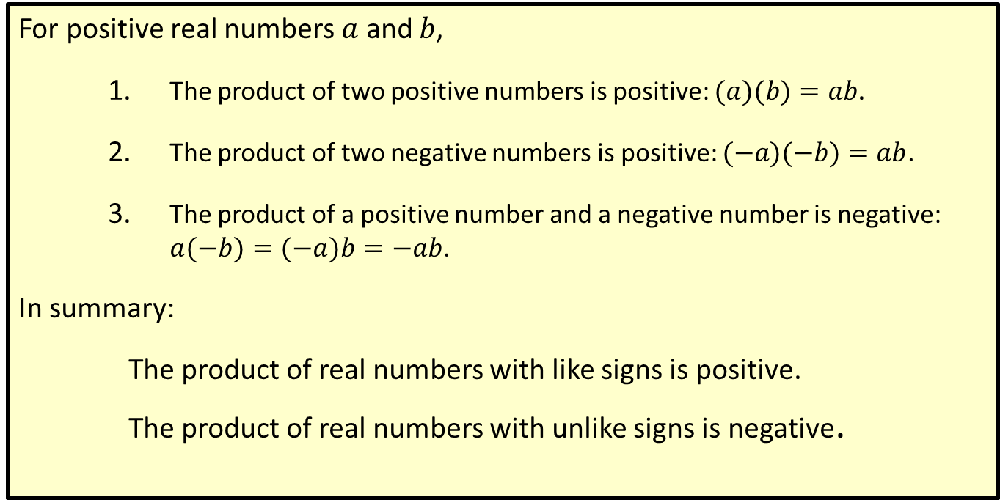 For positive real numbers a and b,
1. The product of two positive numbers is positive: (a)(b) = ab.
2. The product of two negative numbers is positive: (−a)(−b) = ab.
3. The product of a positive number and a negative number is negative:
a(−b) = (−a)b = −ab.
In summary:
The product of real numbers with like signs is positive.
The product of real numbers with unlike signs is negative.